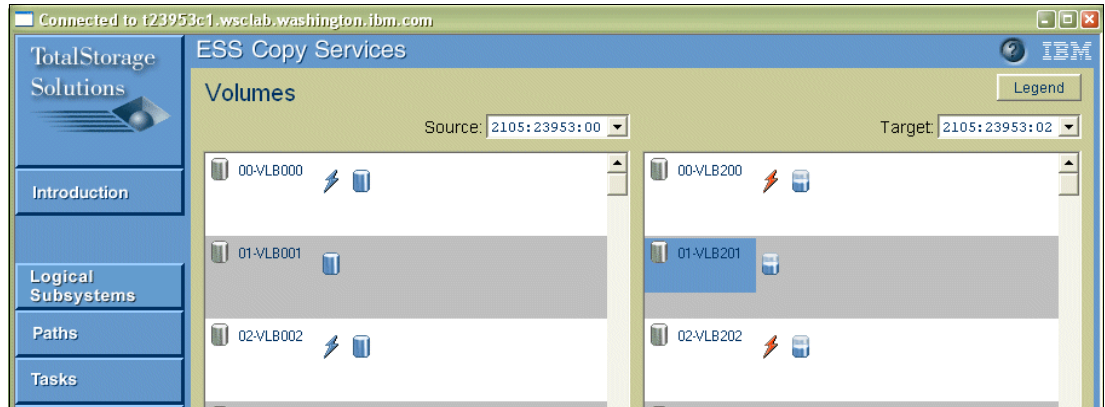 Connected to t23953c1.wsclab.washington.ibm.com
TotalStorage
Solutions
ESS Copy Services
? IBM
Volumes
Legend
Source: 2105:23953:00
Target: 2105:23953:02
00-VLB000
00-VLB200
Introduction
01-VLB001
01-VLB201
Logical
Subsystems
Paths
02-VLB002
02-VLB202
Tasks